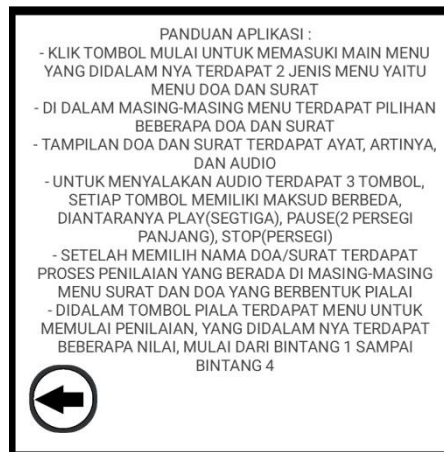 PANDUAN APLIKASI :
- KLIK TOMBOL MULAI UNTUK MEMASUKI MAIN MENU
YANG DIDALAM NYA TERDAPAT 2 JENIS MENU YAITU
MENU DOA DAN SURAT
- DI DALAM MASING-MASING MENU TERDAPAT PILIHAN
BEBERAPA DOA DAN SURAT
- TAMPILAN DOA DAN SURAT TERDAPAT AYAT, ARTINYA,
DAN AUDIO
- UNTUK MENYALAKAN AUDIO TERDAPAT 3 TOMBOL,
SETIAP TOMBOL MEMILIKI MAKSUD BERBEDA,
DIANTARANYA PLAY(SEGTIGA), PAUSE(2 PERSEGI
PANJANG), STOP(PERSEGI)
- SETELAH MEMILIH NAMA DOA/SURAT TERDAPAT
PROSES PENILAIAN YANG BERADA DI MASING-MASING
MENU SURAT DAN DOA YANG BERBENTUK PIALAI
- DIDALAM TOMBOL PIALA TERDAPAT MENU UNTUK
MEMULAI PENILAIAN, YANG DIDALAM NYA TERDAPAT
BEBERAPA NILAI, MULAI DARI BINTANG 1 SAMPAI
BINTANG 4